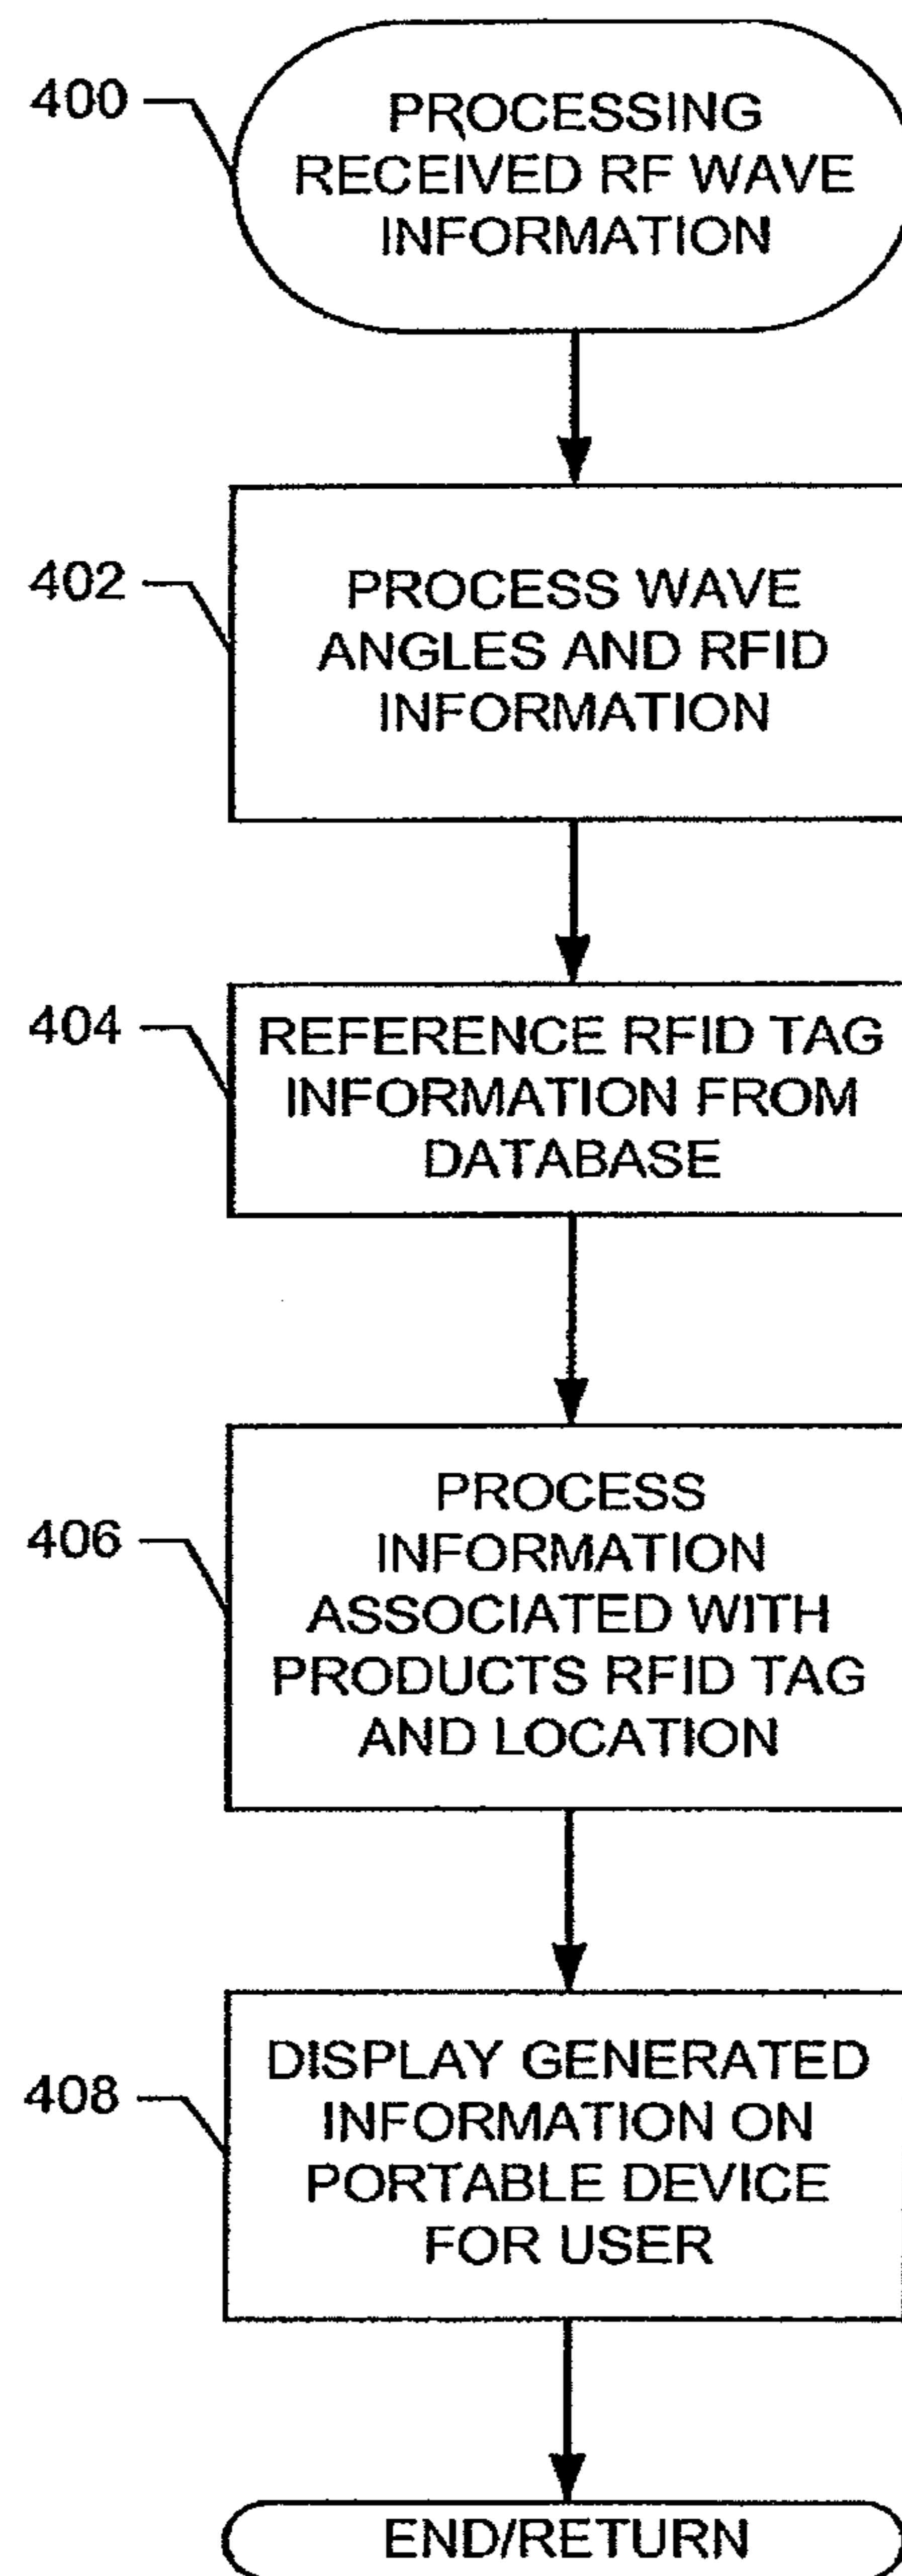 400
PROCESSING
RECEIVED RF WAVE
INFORMATION
402
PROCESS WAVE
ANGLES AND RFID
INFORMATION
404
REFERENCE RFID TAG
INFORMATION FROM
DATABASE
406
PROCESS
INFORMATION
ASSOCIATED WITH
PRODUCTS RFID TAG
AND LOCATION
408
DISPLAY GENERATED
INFORMATION ON
PORTABLE DEVICE
FOR USER
END/RETURN